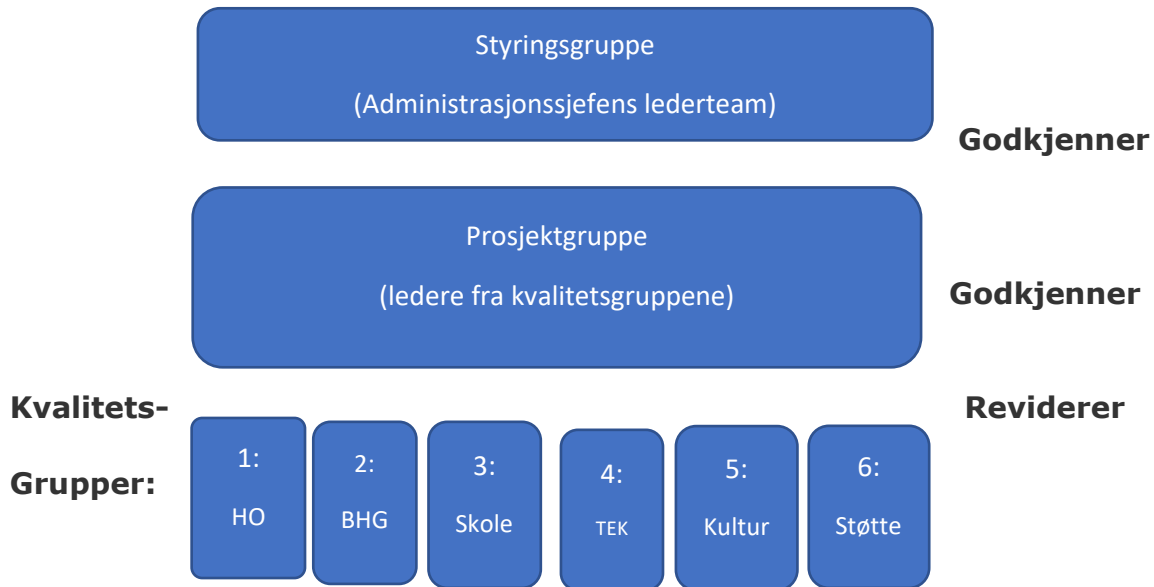 Styringsgruppe
(Administrasjonssjefens lederteam)
Godkjenner
Prosjektgruppe
(ledere fra kvalitetsgruppene)
Godkjenner
Kvalitets-
Grupper:
Reviderer
1:
HO
2:
BHG
3:
Skole
4:
TEK
5:
Kultur
6:
Støtte